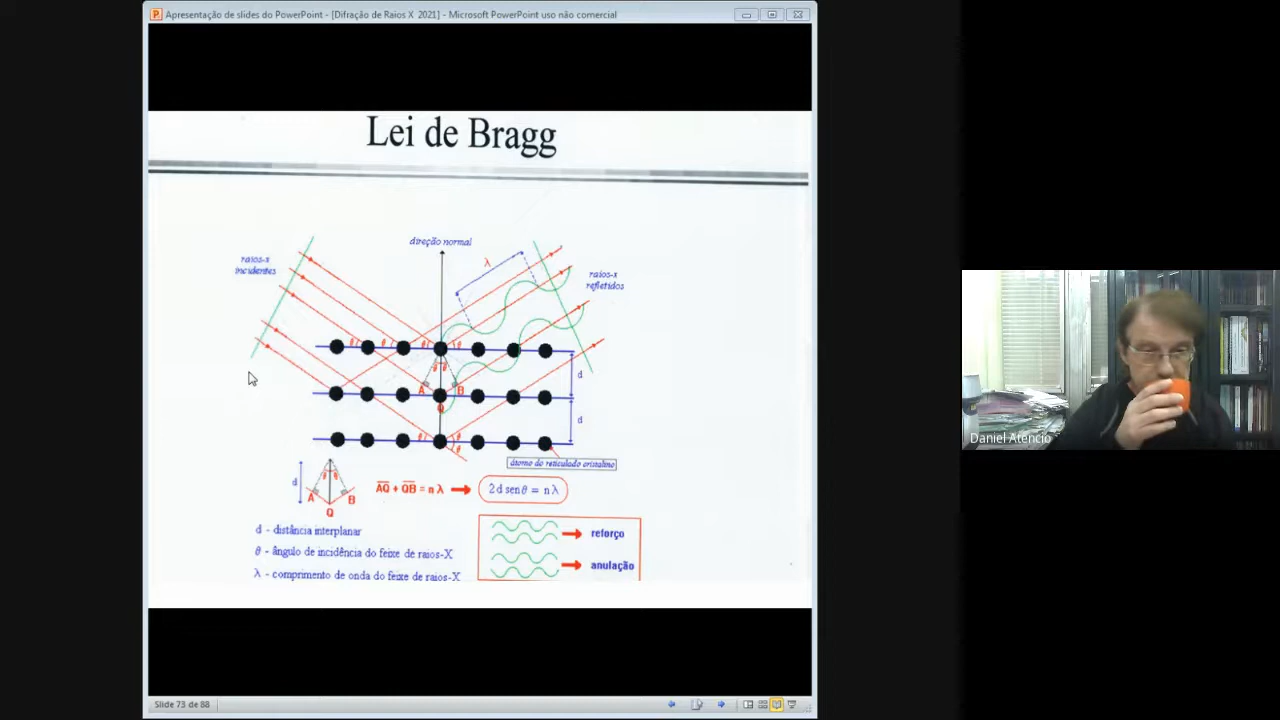 Apresentação de slides do PowerPoint - [Difração de Raios X 2021] - Microsoft PowerPoint uso não comercial
Lei de Bragg
direção normal
λ
raios-x
incidentes
raios-x
refletidos
θ θ θ θ
θ θ
d
A B
Q
d
θ θ
θ
átomo do reticulado cristalino
d
θ θ
A B
Q
AQ + QB = n λ
2 d sen θ = n λ
d - distância interplanar
θ - ângulo de incidência do feixe de raios-X
λ - comprimento de onda do feixe de raios-X
reforço
anulação
Daniel Atencio
Slide 73 de 88